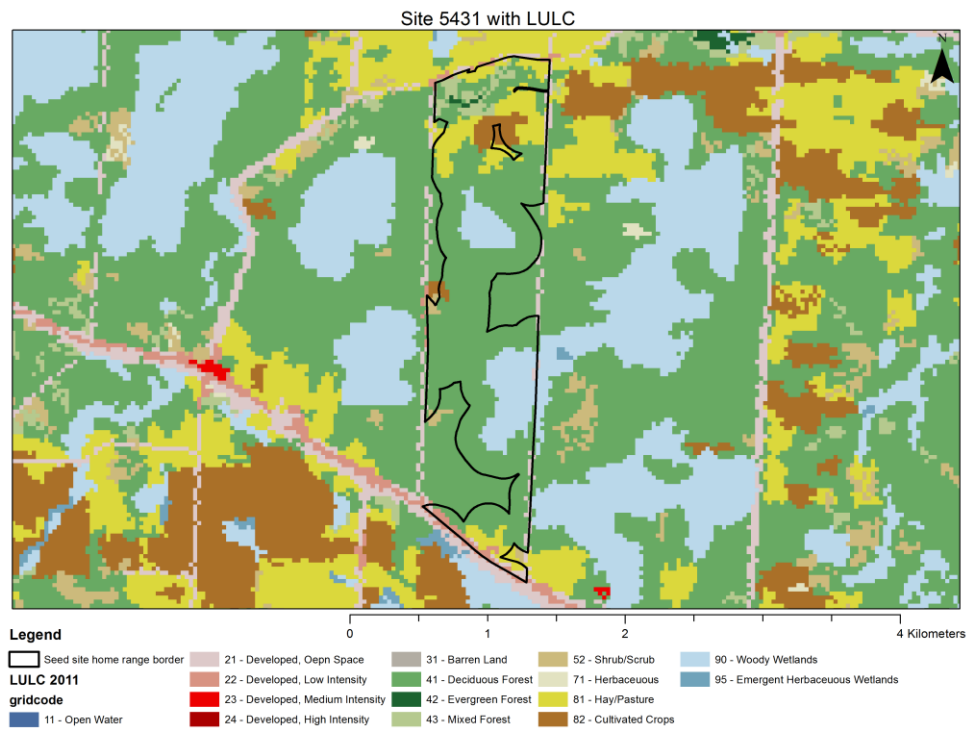 Site 5431 with LULC
N
0 1 2 4 Kilometers
Legend
Seed site home range border
LULC 2011
gridcode
11 - Open Water
21 - Developed, Oepn Space
22 - Developed, Low Intensity
23 - Developed, Medium Intensity
24 - Developed, High Intensity
31 - Barren Land
41 - Deciduous Forest
42 - Evergreen Forest
43 - Mixed Forest
52 - Shrub/Scrub
71 - Herbaceuous
81 - Hay/Pasture
82 - Cultivated Crops
90 - Woody Wetlands
95 - Emergent Herbaceuous Wetlands